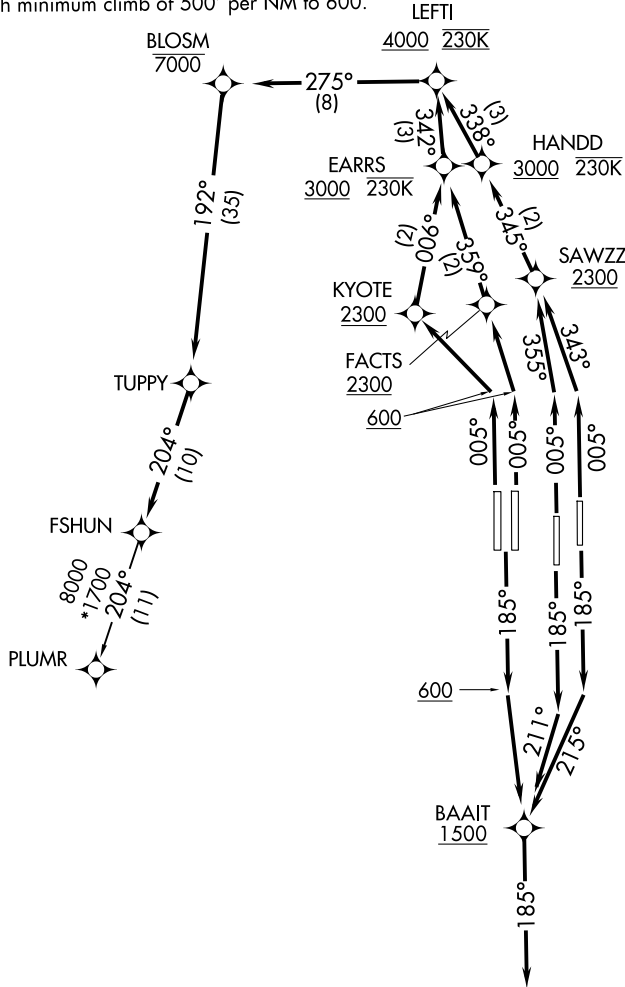 h minimum climb of 500' per NM to 600.
LEFTI
4000 230K
BLOSM
7000
275°
(8)
342°
(3)
338°
(3)
HANDD
3000 230K
EARRS
3000 230K
192°
(35)
006°
(2)
359°
(2)
345°
(2)
SAWZZ
2300
KYOTE
2300
FACTS
2300
355°
343°
TUPPY
600
005°
005°
005°
005°
204°
(10)
FSHUN
8000
*1700
204°
(11)
185°
185°
185°
PLUMR
600
211°
215°
BAAIT
1500
185°